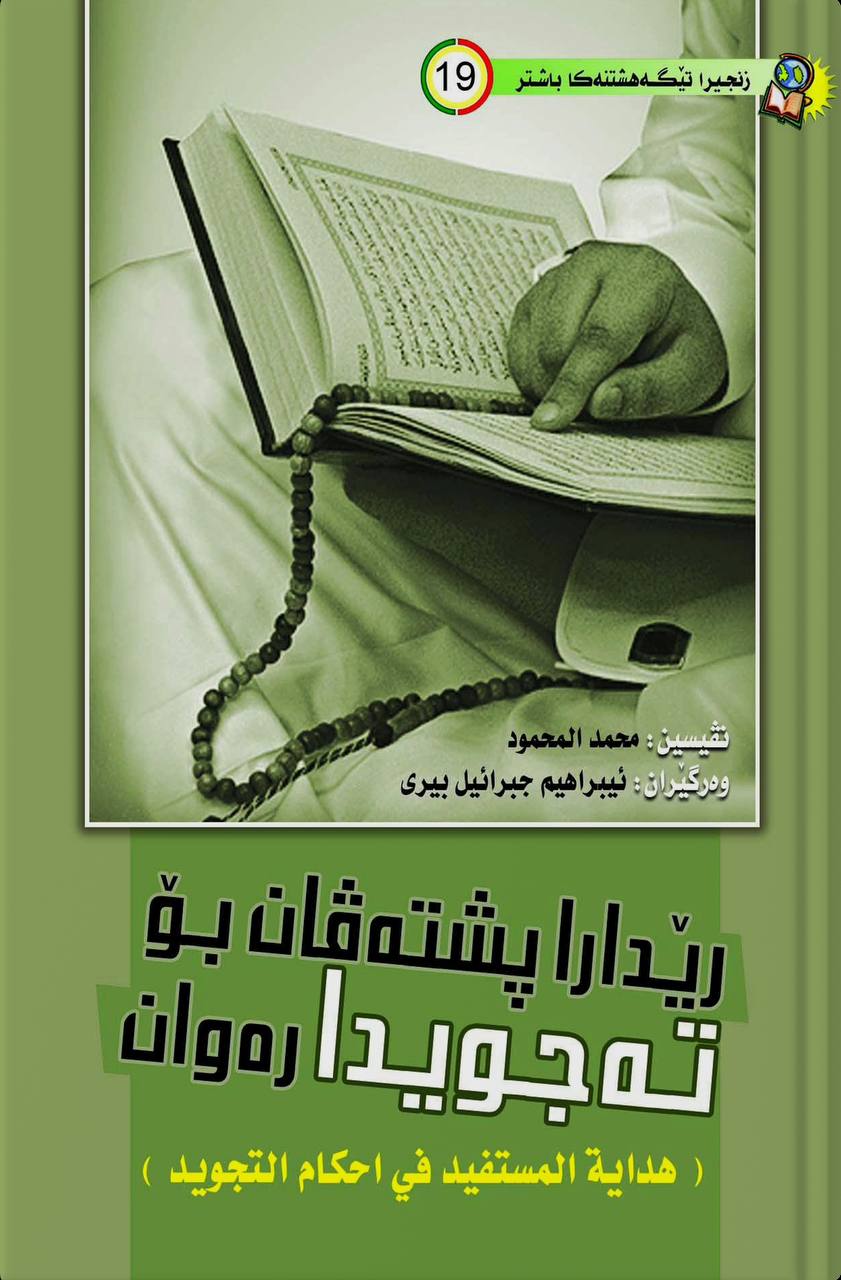 زنجیرا تێگەهشتنەکا باشتر
19
نڤیسین: محمد المحمود
وەرگێران: ئیبراهیم جبرائیل بیری
رێدارا پشتەڤان بۆ
تەجویدا رەوان
( هداية المستفيد في احكام التجويد )